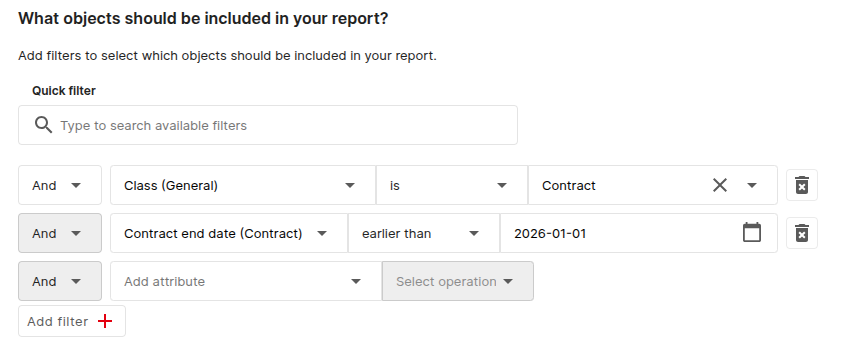 What objects should be included in your report?
Add filters to select which objects should be included in your report.
Quick filter
Type to search available filters
And Class (General) is Contract
And Contract end date (Contract) earlier than 2026-01-01
And Add attribute Select operation
Add filter